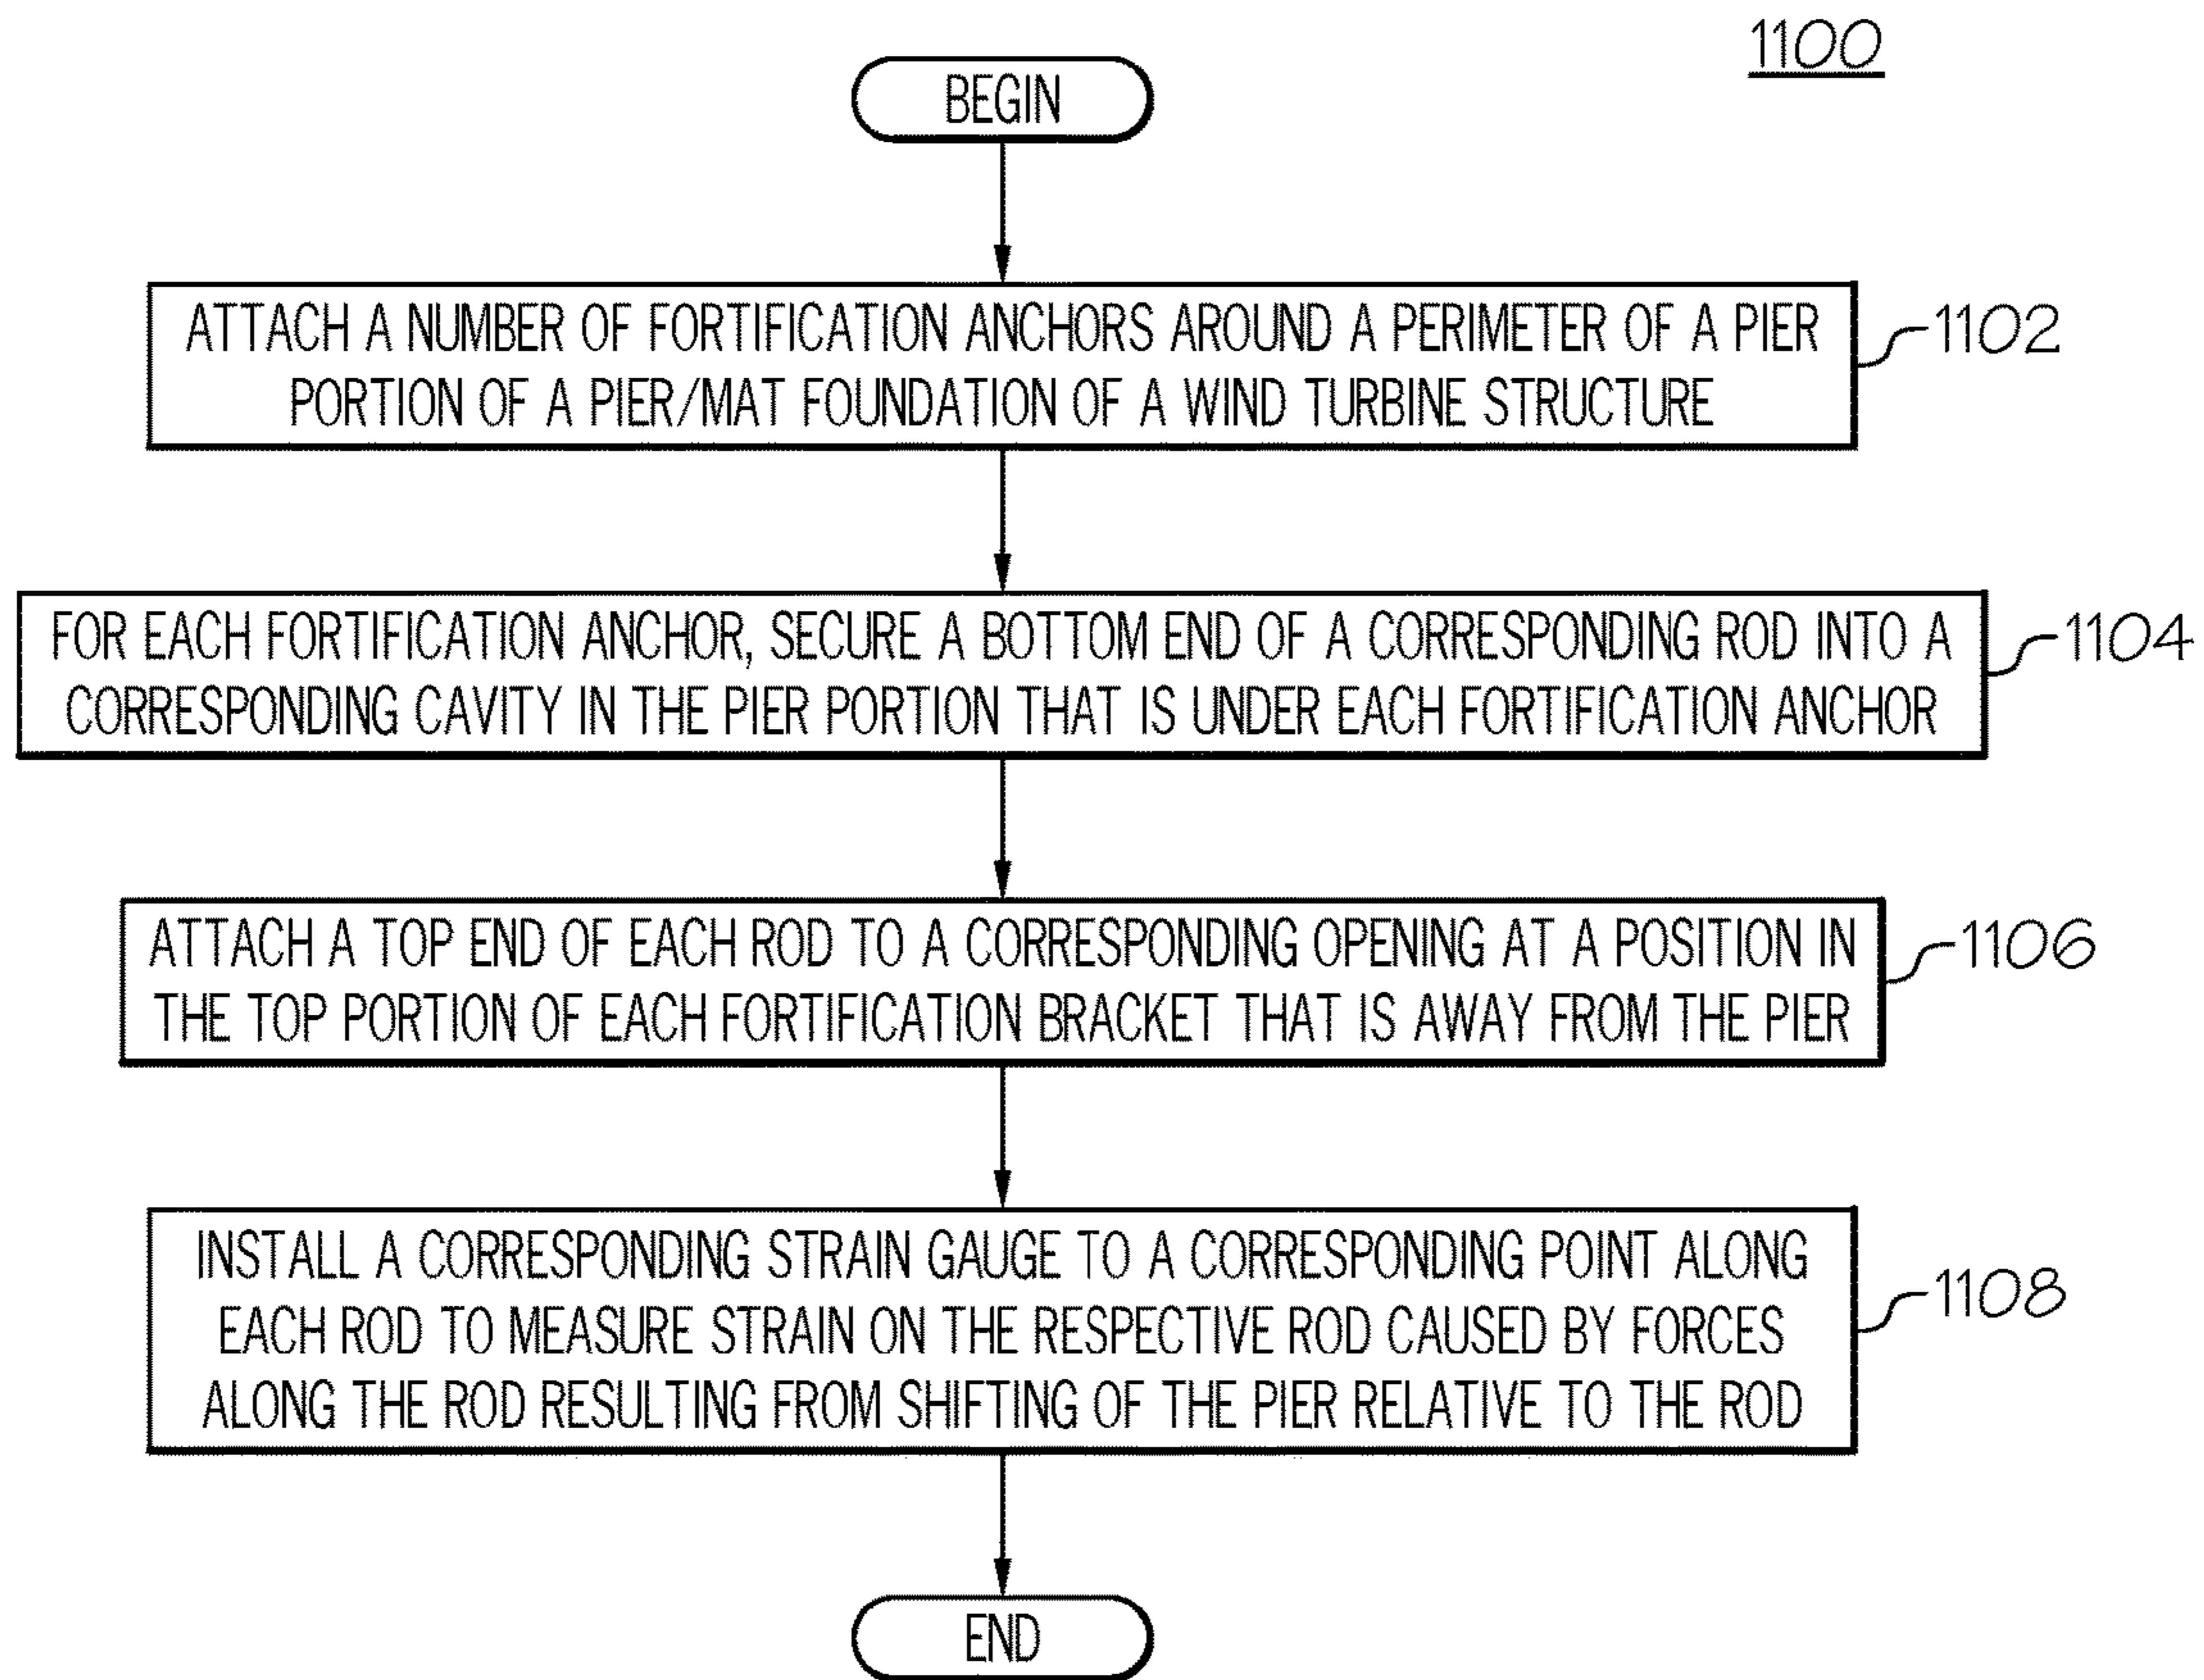 1100
BEGIN
ATTACH A NUMBER OF FORTIFICATION ANCHORS AROUND A PERIMETER OF A PIER
PORTION OF A PIER/MAT FOUNDATION OF A WIND TURBINE STRUCTURE
1102
FOR EACH FORTIFICATION ANCHOR, SECURE A BOTTOM END OF A CORRESPONDING ROD INTO A
CORRESPONDING CAVITY IN THE PIER PORTION THAT IS UNDER EACH FORTIFICATION ANCHOR
1104
ATTACH A TOP END OF EACH ROD TO A CORRESPONDING OPENING AT A POSITION IN
THE TOP PORTION OF EACH FORTIFICATION BRACKET THAT IS AWAY FROM THE PIER
1106
INSTALL A CORRESPONDING STRAIN GAUGE TO A CORRESPONDING POINT ALONG
EACH ROD TO MEASURE STRAIN ON THE RESPECTIVE ROD CAUSED BY FORCES
ALONG THE ROD RESULTING FROM SHIFTING OF THE PIER RELATIVE TO THE ROD
1108
END